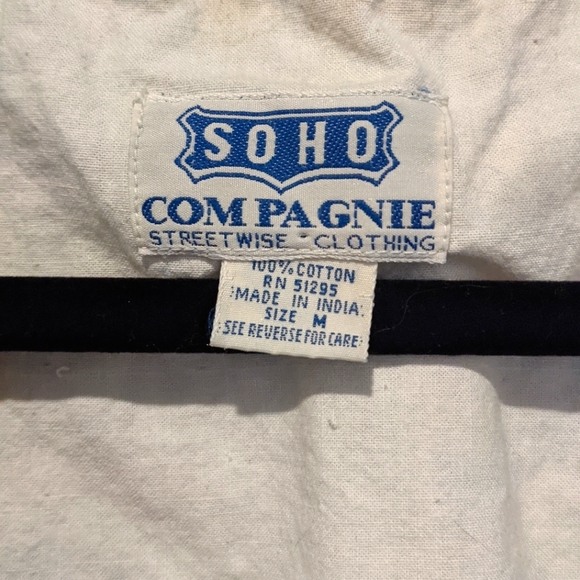 SOHO
COMPAGNIE
STREETWISE · CLOTHING
100% COTTON
RN 51295
MADE IN INDIA
SIZE M
SEE REVERSE FOR CARE